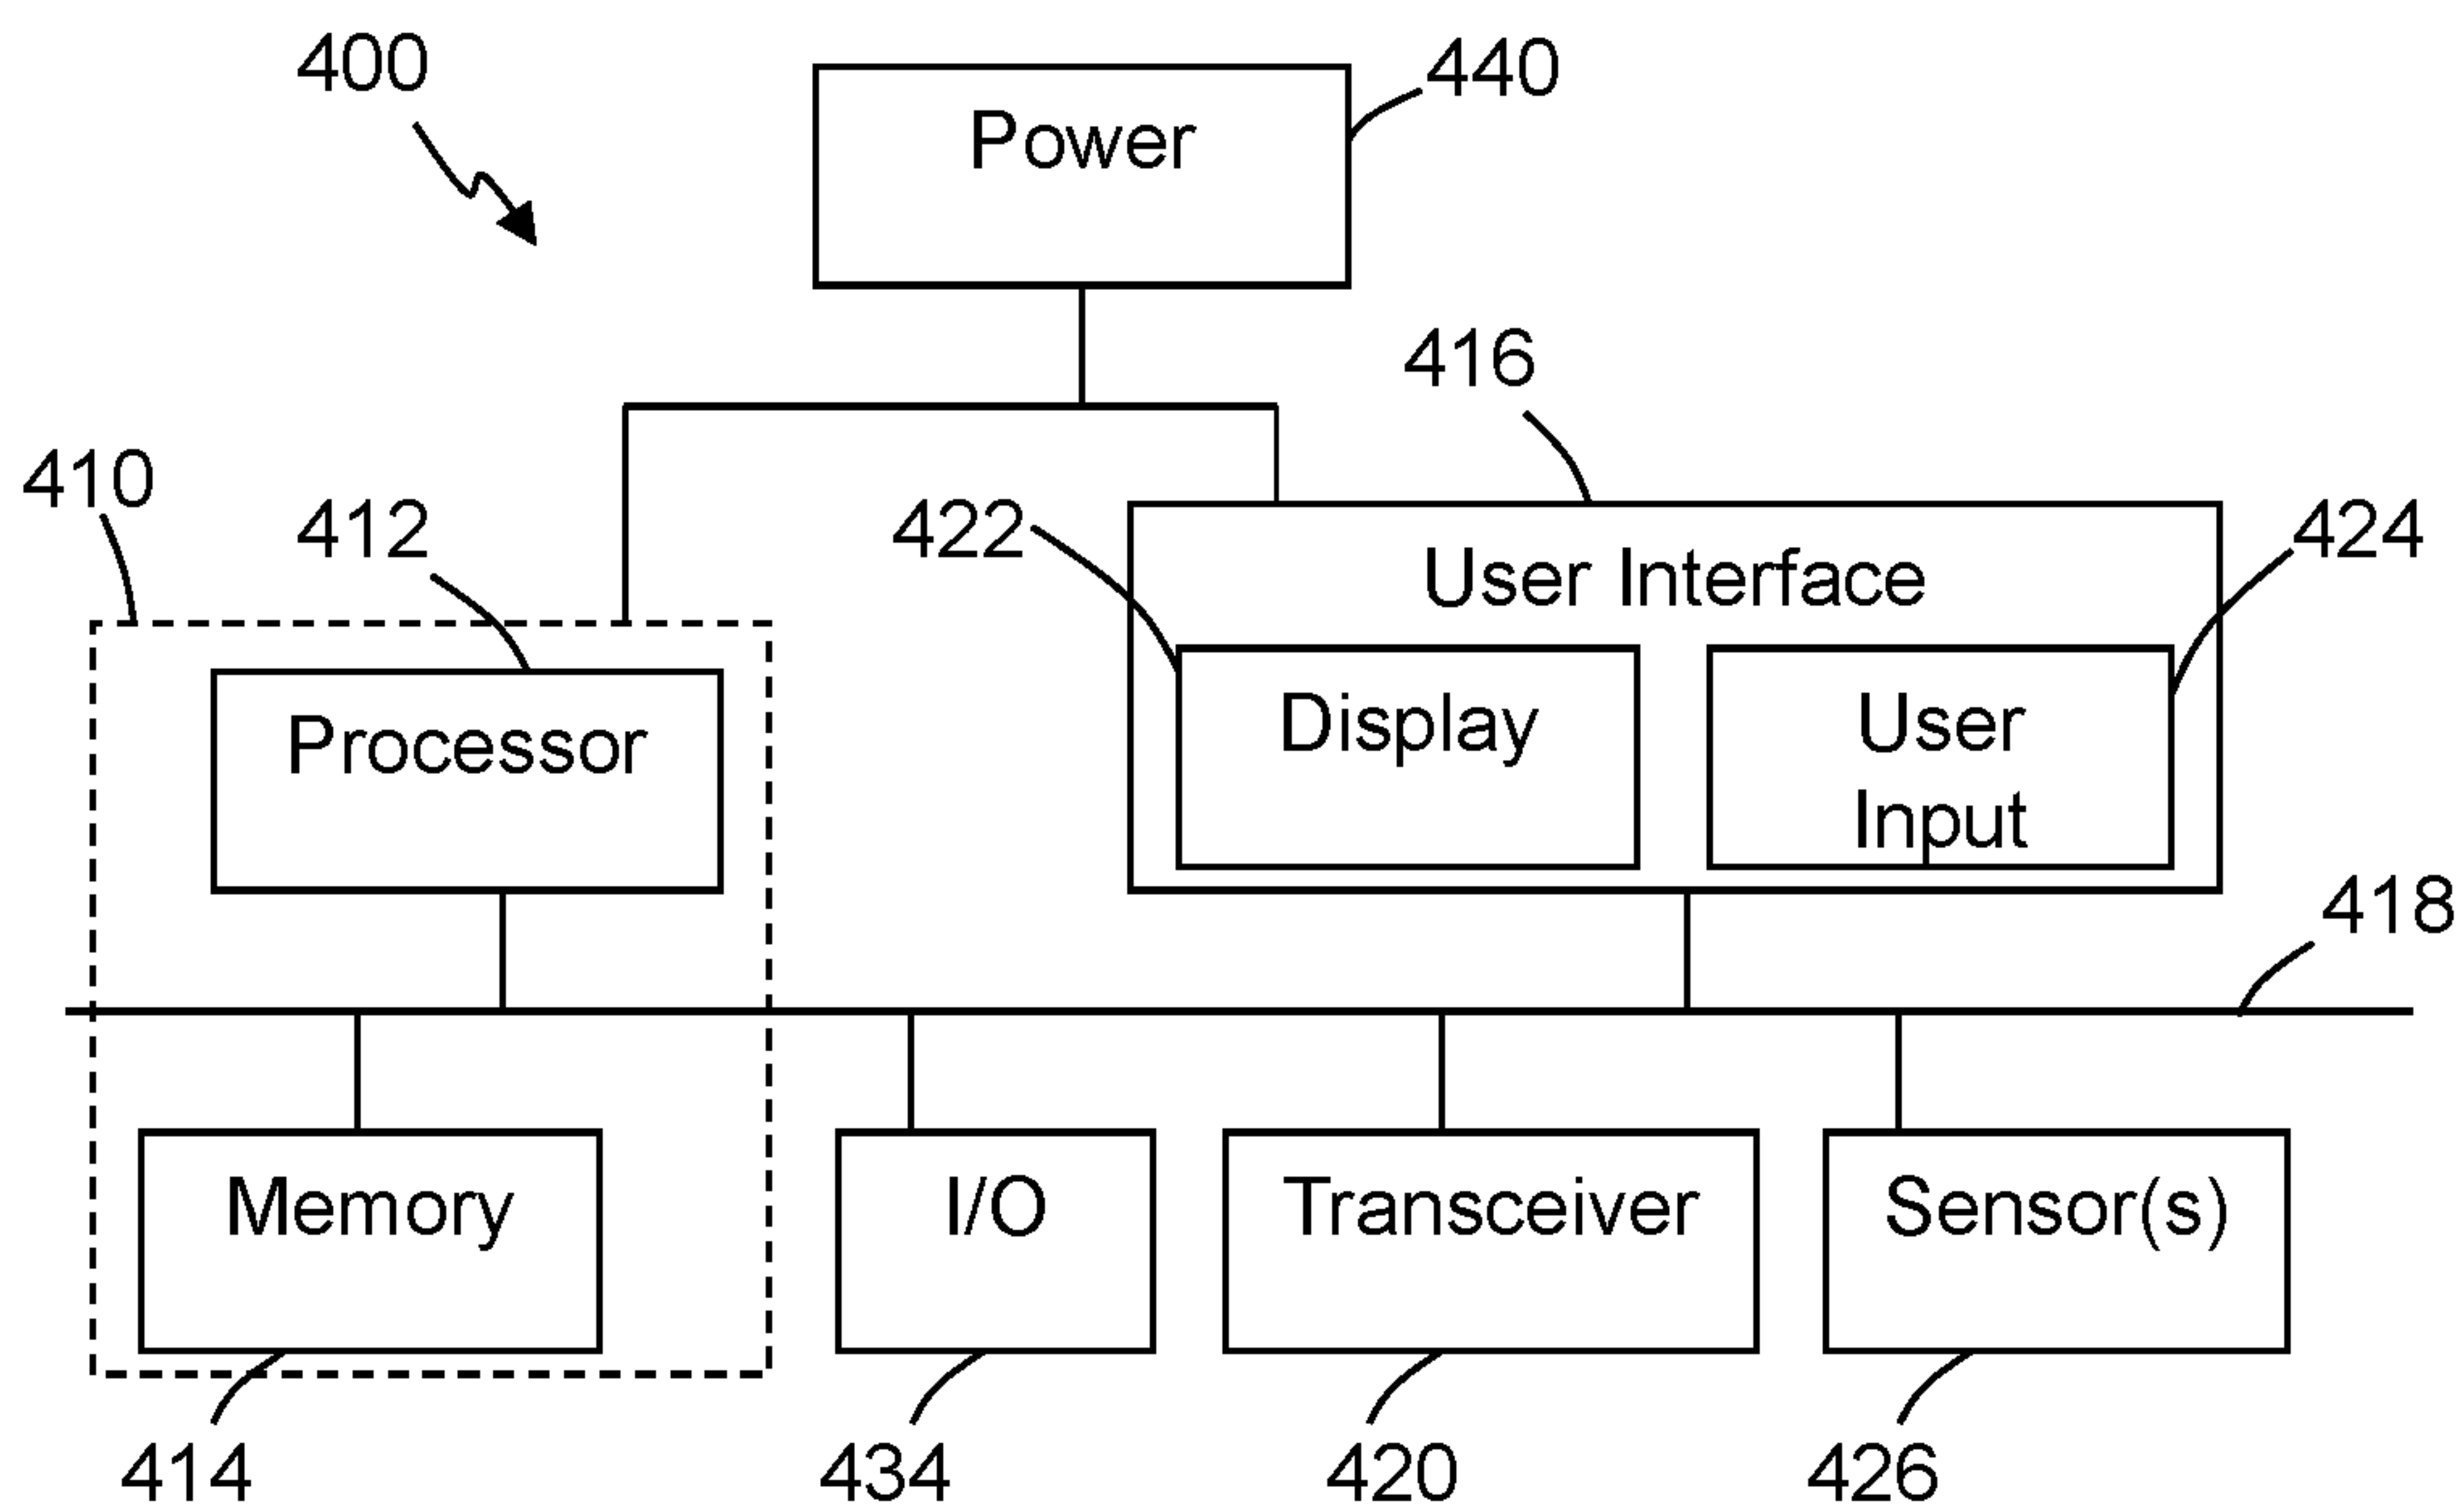 400
440
Power
416
410
412
422
424
User Interface
Processor
Display
User
Input
418
Memory
I/O
Transceiver
Sensor(s)
414
434
420
426